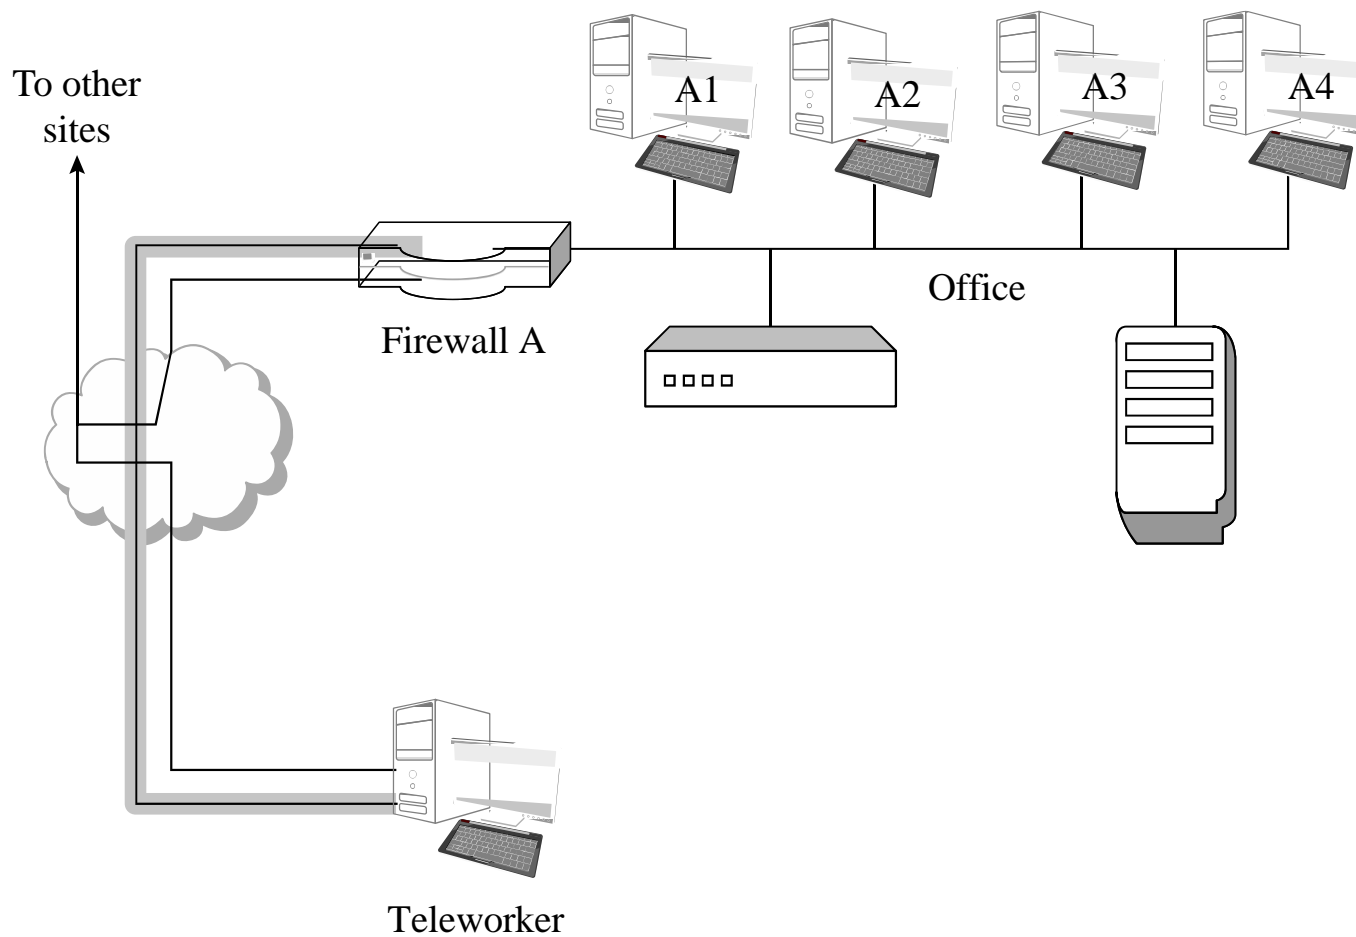 To other
sites
A1
A2
A3
A4
Office
Firewall A
Teleworker